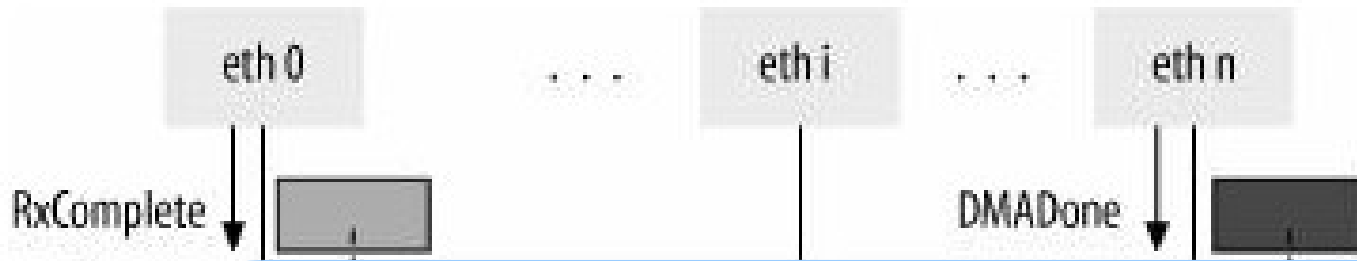 eth 0 . . . eth i . . . eth n
RxComplete DMADone